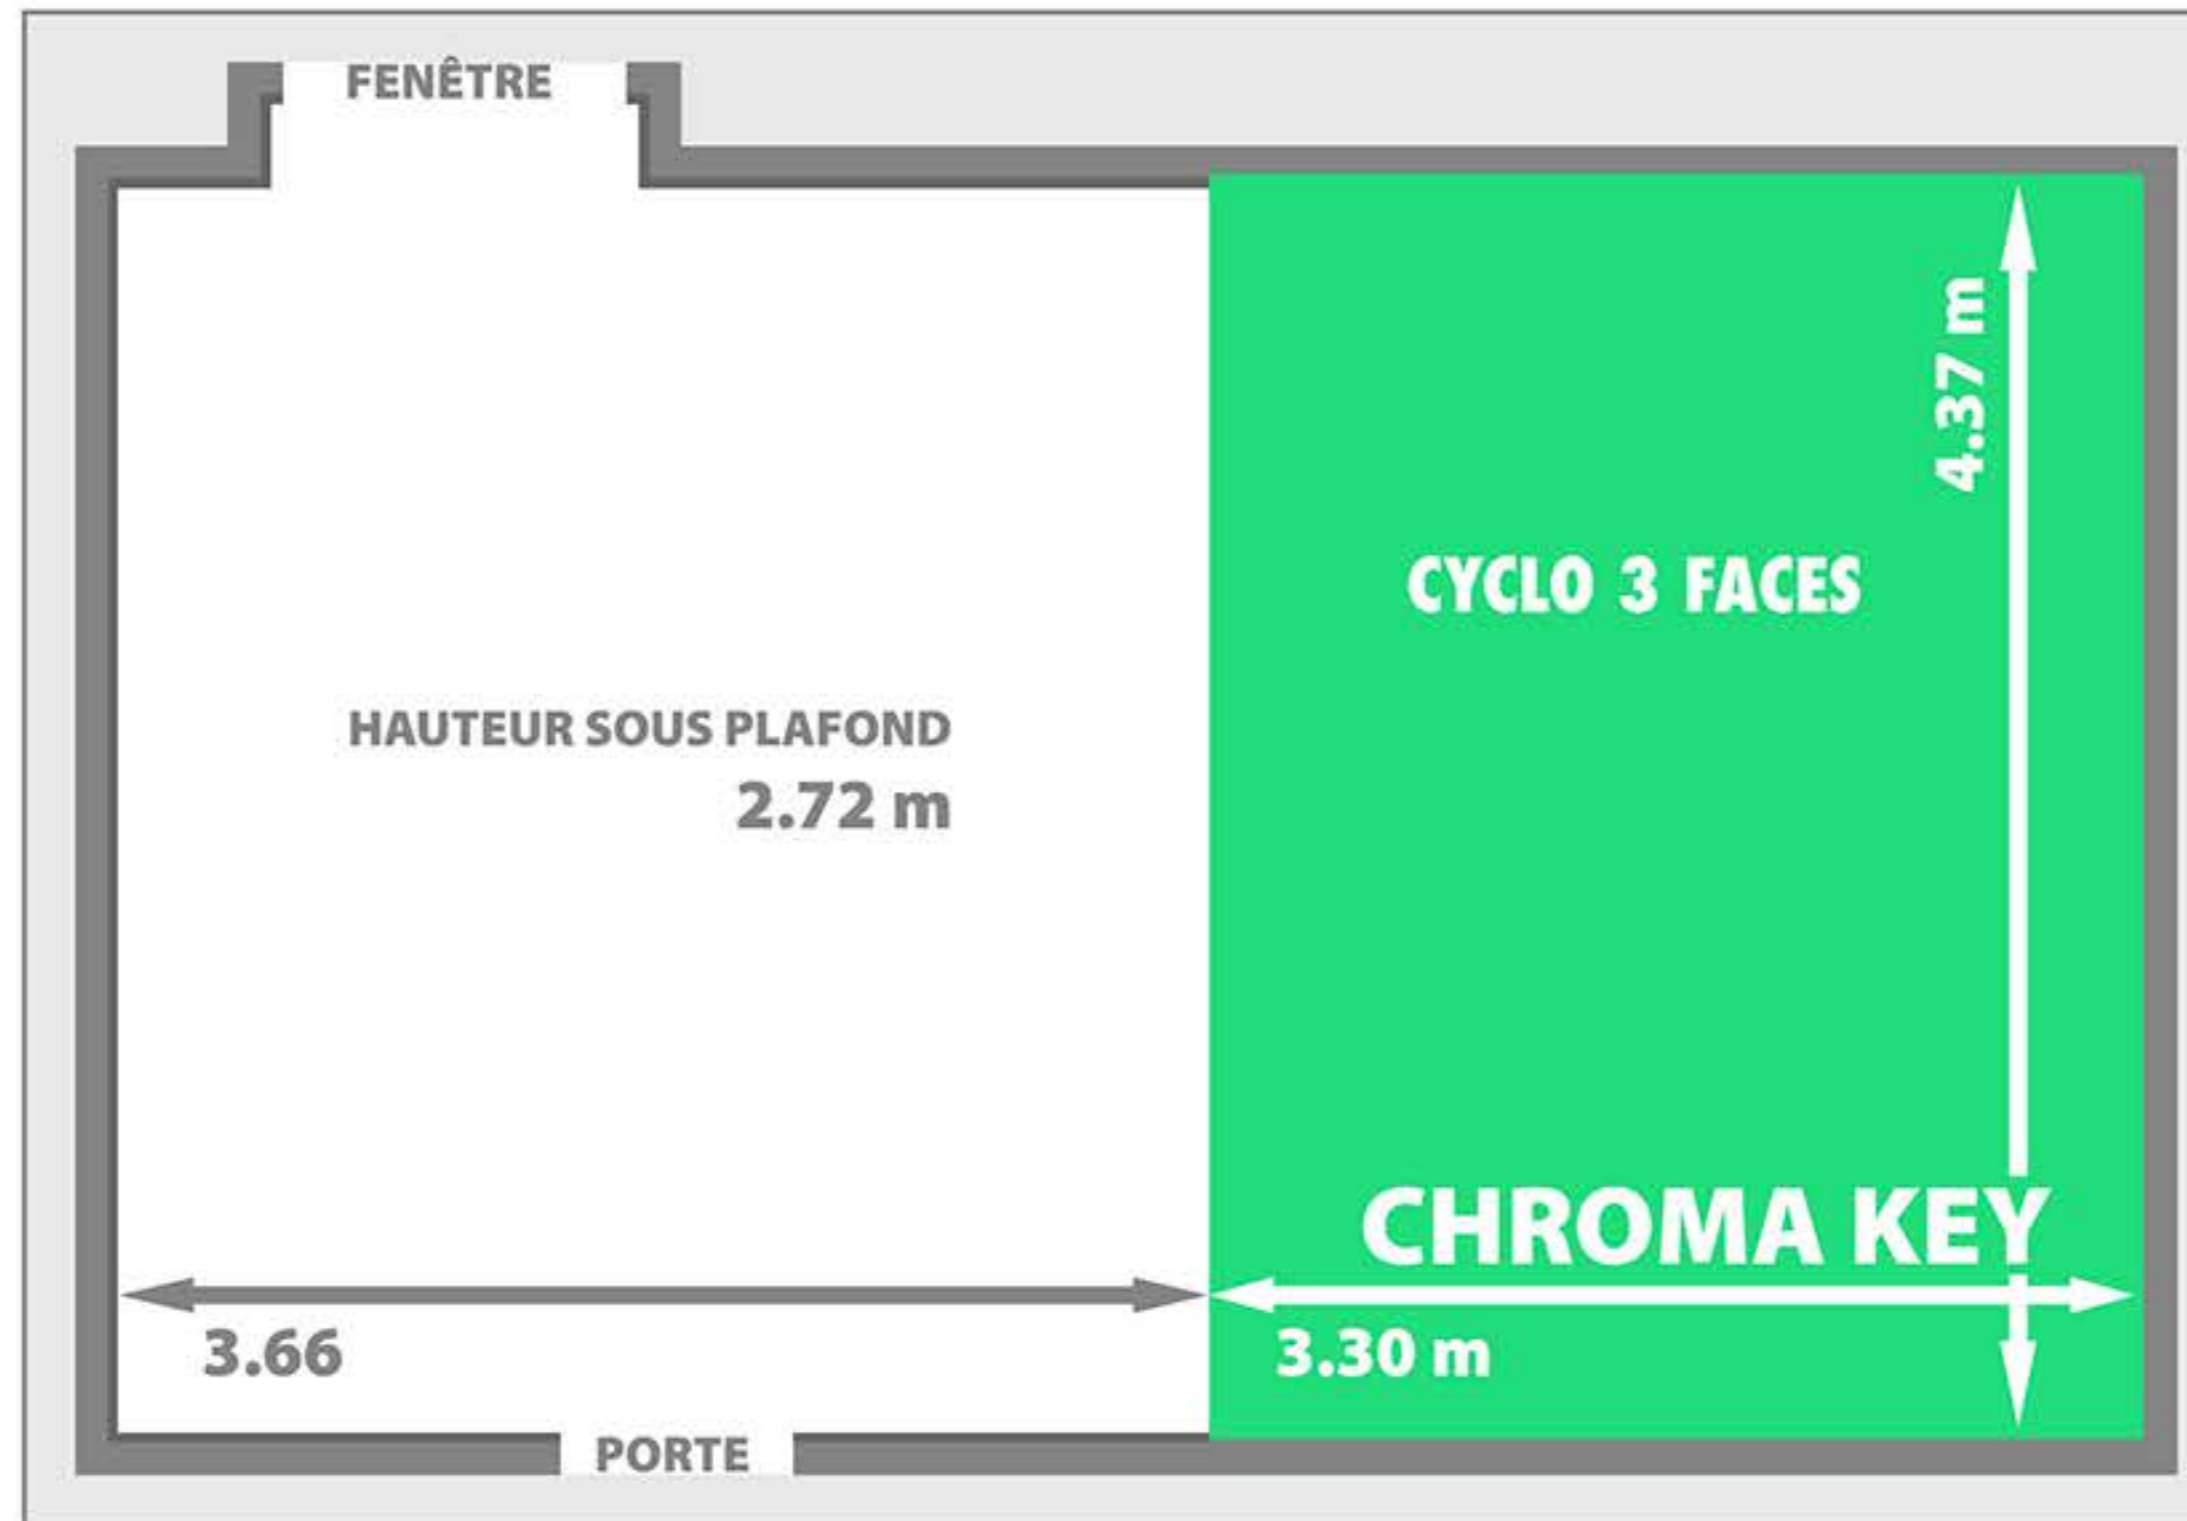 FENÊTRE
4.37 m
CYCLO 3 FACES
HAUTEUR SOUS PLAFOND
2.72 m
CHROMA KEY
3.66
3.30 m
PORTE